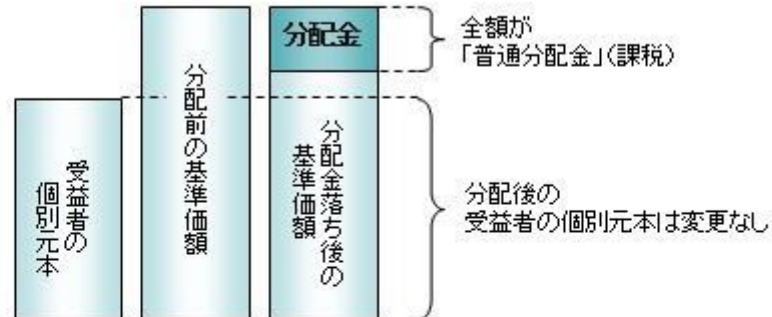 受益者の
個別元本
分配前の基準価額
分配金
分配金落ち後の
基準価額
全額が
「普通分配金」(課税)
分配後の
受益者の個別元本は変更なし